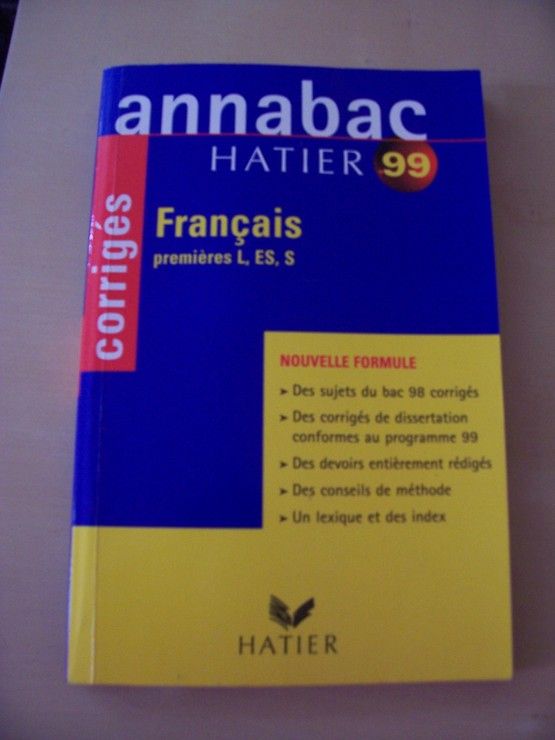 annabac
HATIER 99
corrigés
Français
premières L, ES, S
NOUVELLE FORMULE
➤ Des sujets du bac 98 corrigés
➤ Des corrigés de dissertation
conformes au programme 99
➤ Des devoirs entièrement rédigés
➤ Des conseils de méthode
➤ Un lexique et des index
HATIER